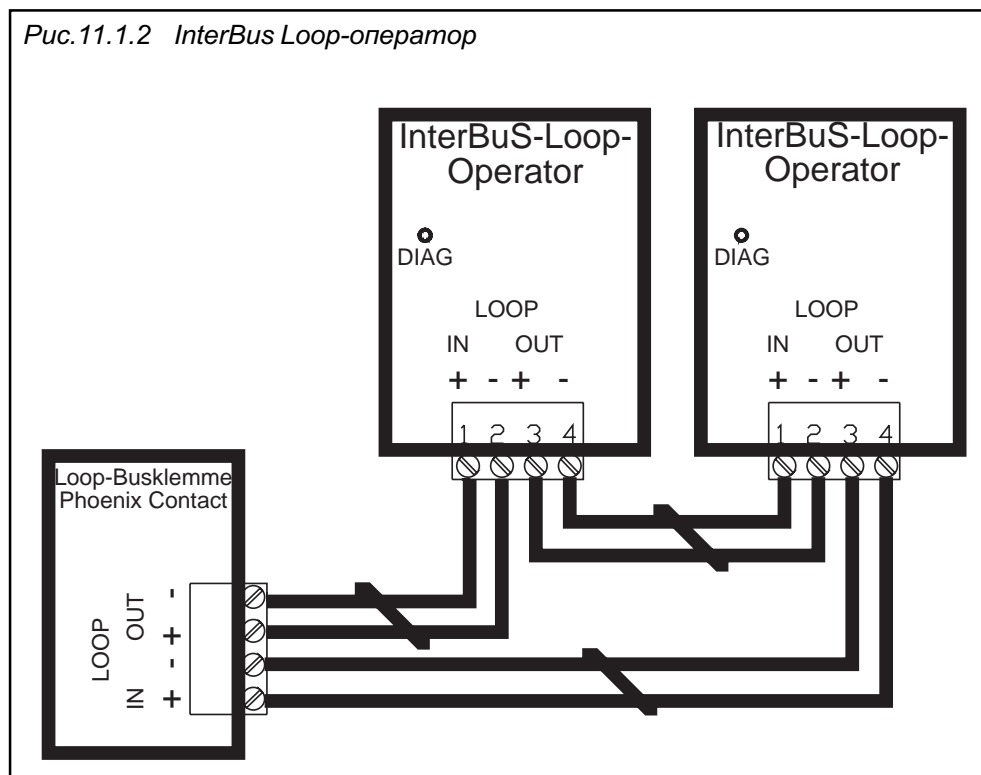 Рис.11.1.2 InterBus Loop-оператор
InterBuS-Loop-
Operator
DIAG
LOOP
IN OUT
+ - + -
1 2 3 4
InterBuS-Loop-
Operator
DIAG
LOOP
IN OUT
+ - + -
1 2 3 4
Loop-Busklemme
Phoenix Contact
LOOP
IN OUT
+ - + -